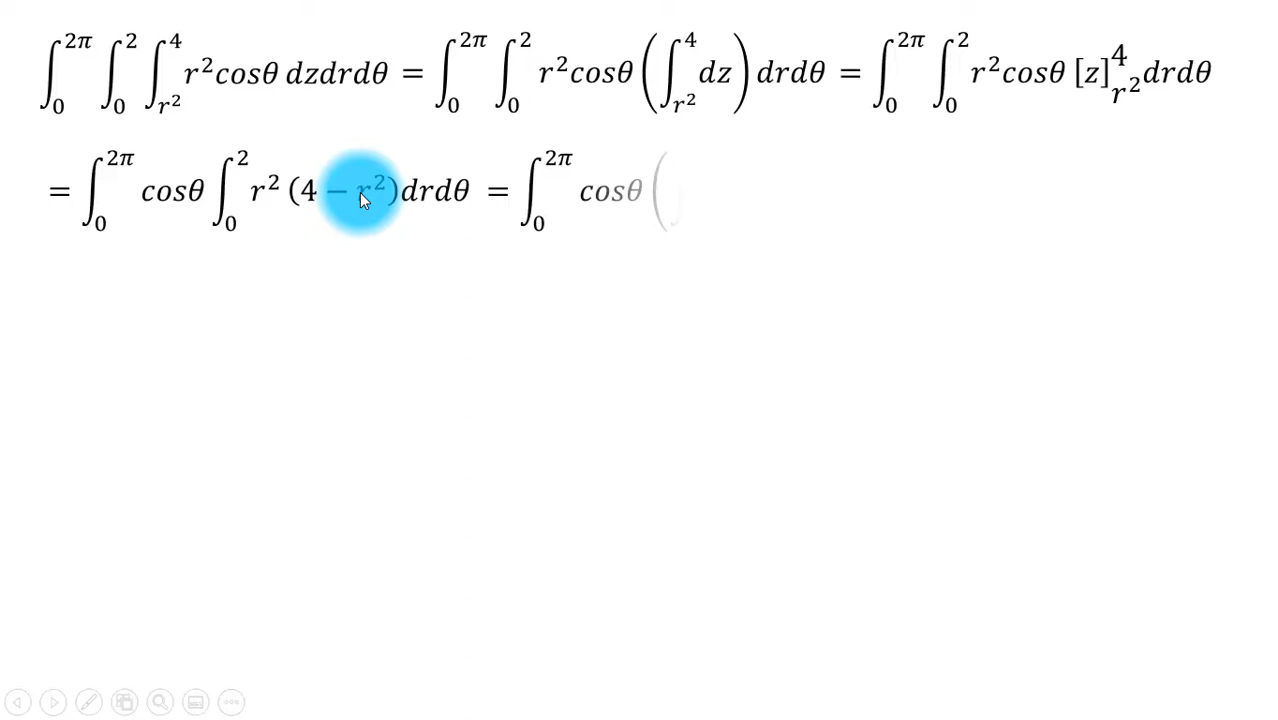 ∫₀^{2π} ∫₀^{2} ∫_{r²}^{4} r²cosθ dzdrdθ = ∫₀^{2π} ∫₀^{2} r²cosθ (∫_{r²}^{4} dz) drdθ = ∫₀^{2π} ∫₀^{2} r²cosθ [z]_{r²}^{4} drdθ
= ∫₀^{2π} cosθ ∫₀^{2} r² (4 − r²)drdθ = ∫₀^{2π} cosθ (